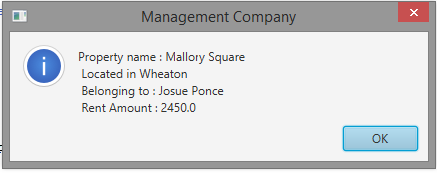 Management Company
Property name : Mallory Square
Located in Wheaton
Belonging to : Josue Ponce
Rent Amount : 2450.0
OK